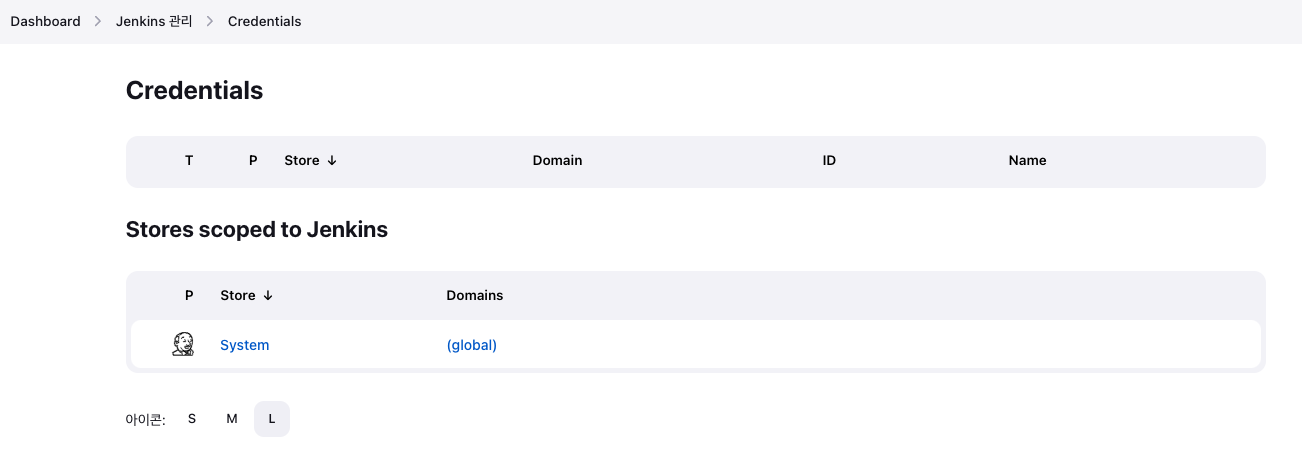 Dashboard > Jenkins 관리 > Credentials
Credentials
T P Store ↓ Domain ID Name
Stores scoped to Jenkins
P Store ↓ Domains
System (global)
아이콘: S M L